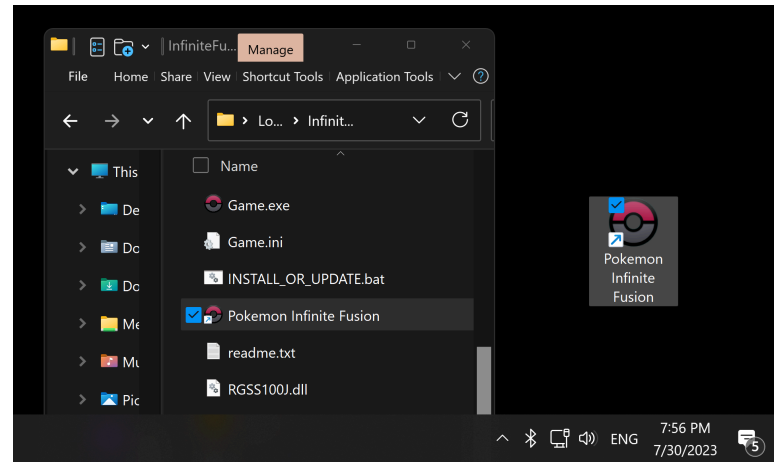 InfiniteFu... Manage
File Home Share View Shortcut Tools Application Tools
Lo... Infinit...
Name
This
De
Do
Do
Me
Mu
Pic
Game.exe
Game.ini
INSTALL_OR_UPDATE.bat
Pokemon Infinite Fusion
readme.txt
RGSS100J.dll
Pokemon
Infinite
Fusion
ENG
7:56 PM
7/30/2023
5